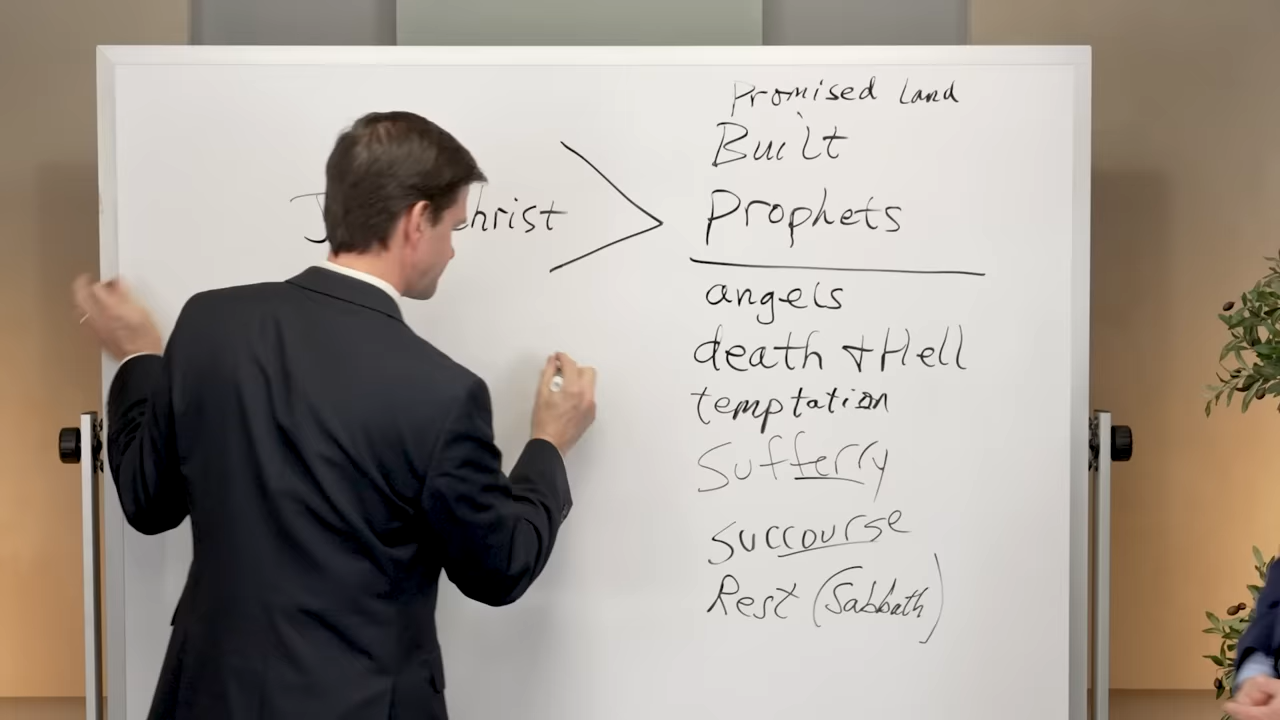 Promised Land
Built
Prophets
J hrist >
angels
death + Hell
temptation
Sufferry
succourse
Rest (Sabbath)